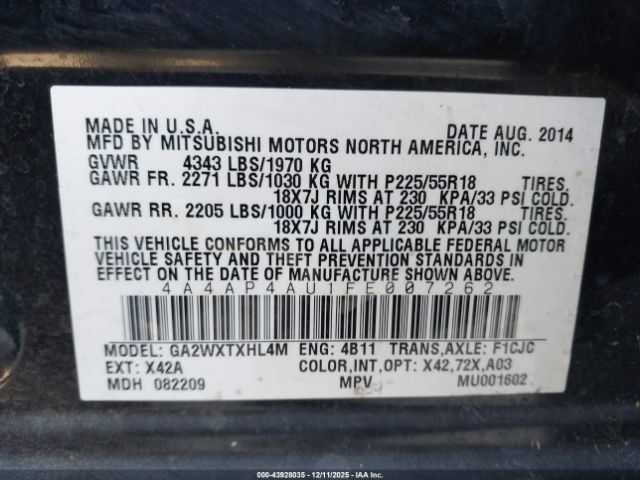 MADE IN U.S.A. DATE AUG. 2014
MFD BY MITSUBISHI MOTORS NORTH AMERICA, INC.
GVWR 4343 LBS/1970 KG
GAWR FR. 2271 LBS/1030 KG WITH P225/55R18 TIRES.
18X7J RIMS AT 230 KPA/33 PSI COLD.
GAWR RR. 2205 LBS/1000 KG WITH P225/55R18 TIRES.
18X7J RIMS AT 230 KPA/33 PSI COLD.
THIS VEHICLE CONFORMS TO ALL APPLICABLE FEDERAL MOTOR
VEHICLE SAFETY AND THEFT PREVENTION STANDARDS IN
EFFECT ON THE DATE OF MANUFACTURE SHOWN ABOVE.
4A4AP4AU1FE007262
MODEL: GA2WXTXHL4M ENG: 4B11 TRANS,AXLE: F1CJC
EXT: X42A COLOR,INT,OPT: X42,72X,A03
MDH 082209 MPV MU001602
000-43928035 - 12/11/2025 - IAAI.COM